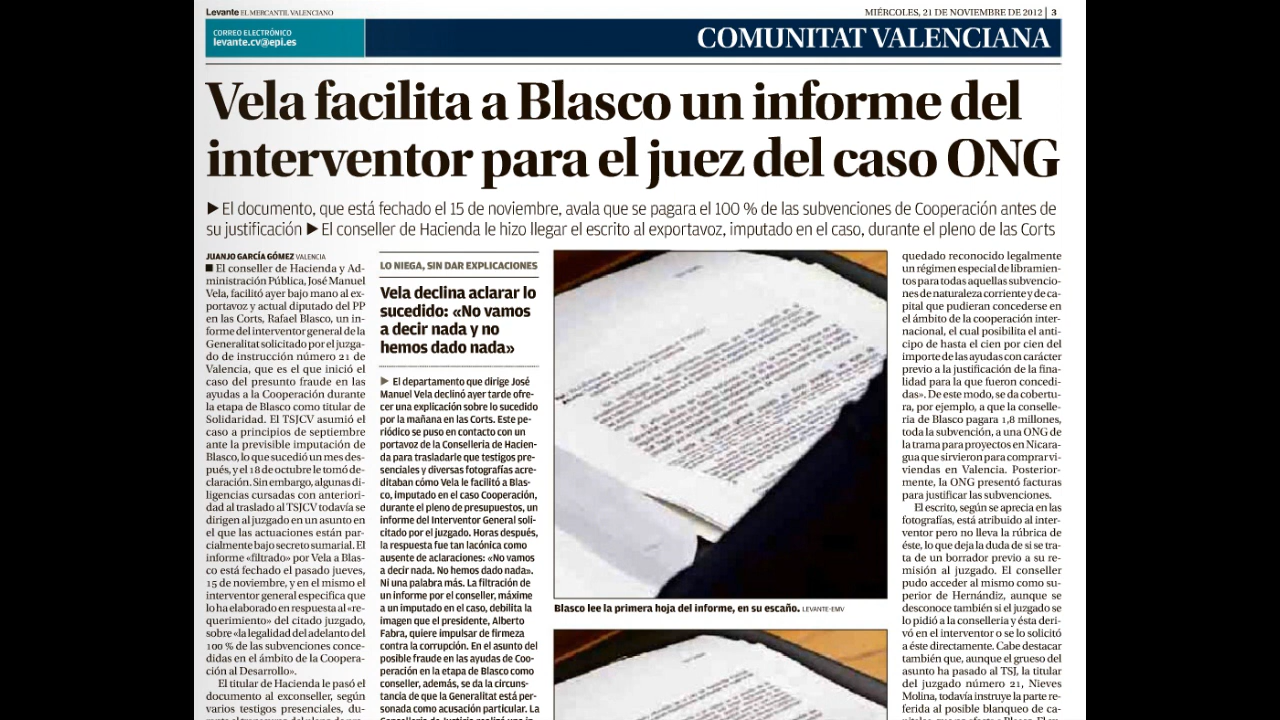 Levante EL MERCANTIL VALENCIANO
MIÉRCOLES, 21 DE NOVIEMBRE DE 2012 | 3
CORREO ELECTRÓNICO
levante.cv@epi.es
COMUNITAT VALENCIANA
Vela facilita a Blasco un informe del
interventor para el juez del caso ONG
▶ El documento, que está fechado el 15 de noviembre, avala que se pagara el 100 % de las subvenciones de Cooperación antes de
su justificación ▶ El conseller de Hacienda le hizo llegar el escrito al exportavoz, imputado en el caso, durante el pleno de las Corts
JUANJO GARCÍA GÓMEZ VALENCIA
■ El conseller de Hacienda y Ad-
ministración Pública, José Manuel
Vela, facilitó ayer bajo mano al ex-
portavoz y actual diputado del PP
en las Corts, Rafael Blasco, un in-
forme del interventor general de la
Generalitat solicitado por el juzga-
do de instrucción número 21 de
Valencia, que es el que inició el
caso del presunto fraude en las
ayudas a la Cooperación durante
la etapa de Blasco como titular de
Solidaridad. El TSJCV asumió el
caso a principios de septiembre
ante la previsible imputación de
Blasco, lo que sucedió un mes des-
pués, y el 18 de octubre le tomó de-
claración. Sin embargo, algunas di-
ligencias cursadas con anteriori-
dad al traslado al TSJCV todavía se
dirigen al juzgado en un asunto en
el que las actuaciones están par-
cialmente bajo secreto sumarial. El
informe «filtrado» por Vela a Blas-
co está fechado el pasado jueves,
15 de noviembre, y en el mismo el
interventor general especifica que
lo ha elaborado en respuesta al «re-
querimiento» del citado juzgado,
sobre «la legalidad del adelanto del
100 % de las subvenciones conce-
didas en el ámbito de la Coopera-
ción al Desarrollo».
El titular de Hacienda le pasó el
documento al exconseller, según
varios testigos presenciales, du-
LO NIEGA, SIN DAR EXPLICACIONES
Vela declina aclarar lo
sucedido: «No vamos
a decir nada y no
hemos dado nada»
▶ El departamento que dirige José
Manuel Vela declinó ayer tarde ofre-
cer una explicación sobre lo sucedido
por la mañana en las Corts. Este pe-
riódico se puso en contacto con un
portavoz de la Conselleria de Hacien-
da para trasladarle que testigos pre-
senciales y diversas fotografías acre-
ditaban cómo Vela le facilitó a Blas-
co, imputado en el caso Cooperación,
durante el pleno de presupuestos, un
informe del Interventor General soli-
citado por el juzgado. Horas después,
la respuesta fue tan lacónica como
ausente de aclaraciones: «No vamos
a decir nada. No hemos dado nada».
Ni una palabra más. La filtración de
un informe por el conseller, máxime
a un imputado en el caso, debilita la
imagen que el presidente, Alberto
Fabra, quiere impulsar de firmeza
contra la corrupción. En el asunto del
posible fraude en las ayudas de Coo-
peración en la etapa de Blasco como
conseller, además, se da la circuns-
tancia de que la Generalitat está per-
sonada como acusación particular. La
Blasco lee la primera hoja del informe, en su escaño. LEVANTE-EMV
quedado reconocido legalmente
un régimen especial de libramien-
tos para todas aquellas subvencio-
nes de naturaleza corriente y de ca-
pital que pudieran concederse en
el ámbito de la cooperación inter-
nacional, el cual posibilita el anti-
cipo de hasta el cien por cien del
importe de las ayudas con carácter
previo a la justificación de la fina-
lidad para la que fueron concedi-
das». De este modo, se da cobertu-
ra, por ejemplo, a que la conselle-
ria de Blasco pagara 1,8 millones,
toda la subvención, a una ONG de
la trama para proyectos en Nicara-
gua que sirvieron para comprar vi-
viendas en Valencia. Posterior-
mente, la ONG presentó facturas
para justificar las subvenciones.
El escrito, según se aprecia en las
fotografías, está atribuido al inter-
ventor pero no lleva la rúbrica de
éste, lo que deja la duda de si se tra-
ta de un borrador previo a su re-
misión al juzgado. El conseller
pudo acceder al mismo como su-
perior de Hernándiz, aunque se
desconoce también si el juzgado se
lo pidió a la conselleria y ésta deri-
vó en el interventor o se lo solicitó
a éste directamente. Cabe destacar
también que, aunque el grueso del
asunto ha pasado al TSJ, la titular
del juzgado número 21, Nieves
Molina, todavía instruye la parte re-
ferida al posible blanqueo de ca-